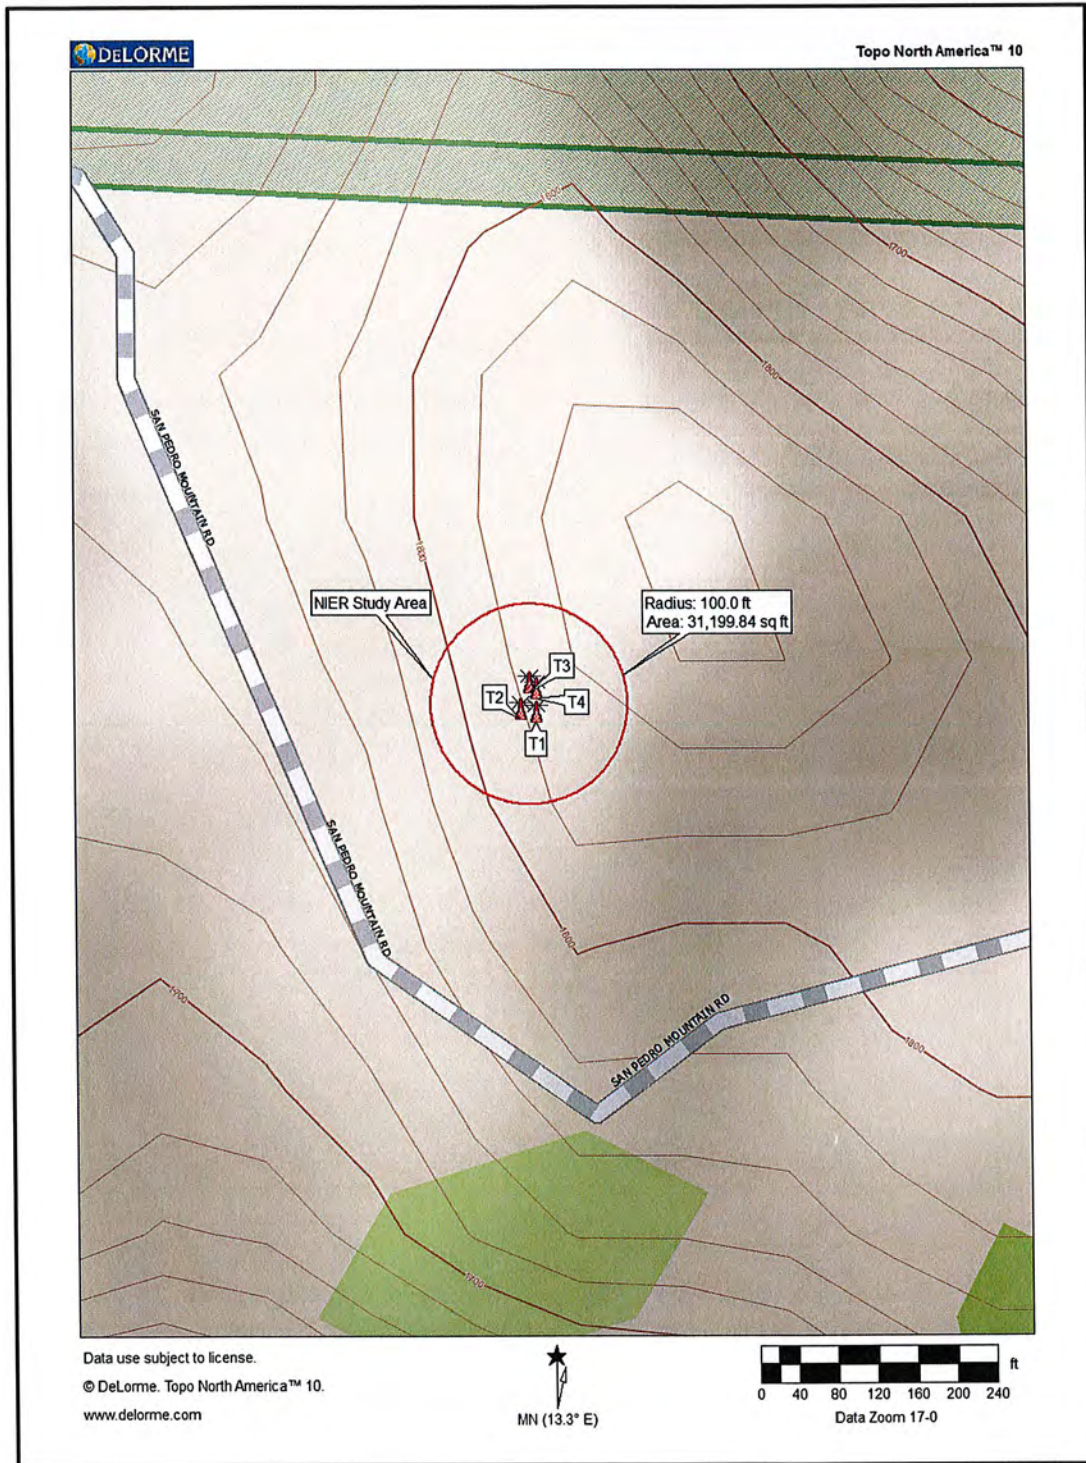 DELORME
Topo North America™ 10
1800
1700
1800
SAN PEDRO MOUNTAIN RD
1800
NIER Study Area
Radius: 100.0 ft
Area: 31,199.84 sq ft
T3
T2
T4
T1
SAN PEDRO MOUNTAIN RD
1800
1700
SAN PEDRO MOUNTAIN RD
1800
1700
Data use subject to license.
© DeLorme. Topo North America™ 10.
www.delorme.com
MN (13.3° E)
ft
0 40 80 120 160 200 240
Data Zoom 17-0